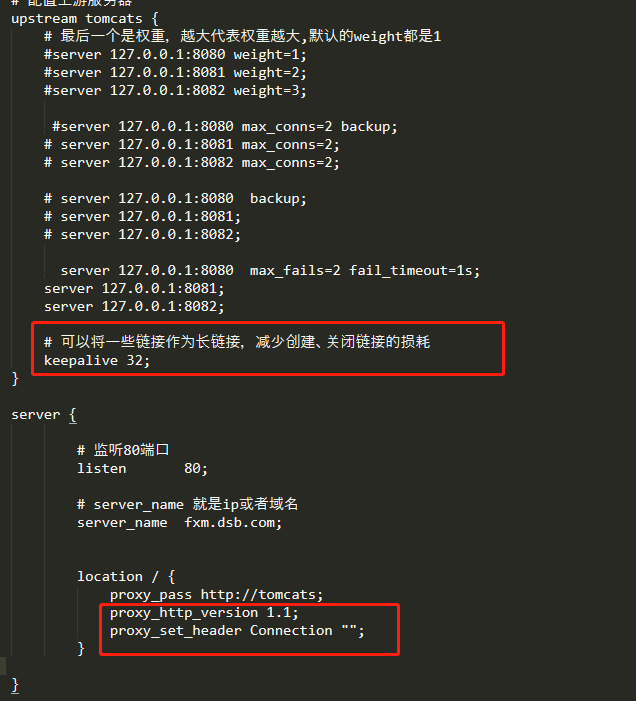 # 配置上游服务器
upstream tomcats {
# 最后一个是权重, 越大代表权重越大,默认的weight都是1
#server 127.0.0.1:8080 weight=1;
#server 127.0.0.1:8081 weight=2;
#server 127.0.0.1:8082 weight=3;
#server 127.0.0.1:8080 max_conns=2 backup;
# server 127.0.0.1:8081 max_conns=2;
# server 127.0.0.1:8082 max_conns=2;
# server 127.0.0.1:8080  backup;
# server 127.0.0.1:8081;
# server 127.0.0.1:8082;
server 127.0.0.1:8080  max_fails=2 fail_timeout=1s;
server 127.0.0.1:8081;
server 127.0.0.1:8082;
# 可以将一些链接作为长链接, 减少创建、关闭链接的损耗
keepalive 32;
}
server {
# 监听80端口
listen       80;
# server_name 就是ip或者域名
server_name  fxm.dsb.com;
location / {
proxy_pass http://tomcats;
proxy_http_version 1.1;
proxy_set_header Connection "";
}
}